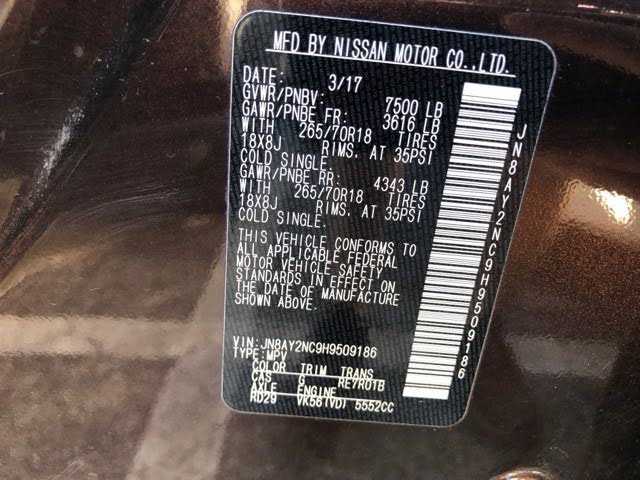 MFD BY NISSAN MOTOR CO.,LTD.
DATE: 3/17
GVWR/PNBV: 7500 LB
GAWR/PNBE FR: 3616 LB
WITH 265/70R18 TIRES
18X8J RIMS. AT 35PSI
COLD SINGLE.
GAWR/PNBE RR: 4343 LB
WITH 265/70R18 TIRES
18X8J RIMS. AT 35PSI
COLD SINGLE.
THIS VEHICLE CONFORMS TO
ALL APPLICABLE FEDERAL
MOTOR VEHICLE SAFETY
STANDARDS IN EFFECT ON
THE DATE OF MANUFACTURE
SHOWN ABOVE.
VIN: JN8AY2NC9H9509186
TYPE: MPV
COLOR TRIM TRANS
CAS G RE7R01B
AXLE ENGINE
RD29 VK56(VD) 5552CC
JN8AY2NC9H9509186